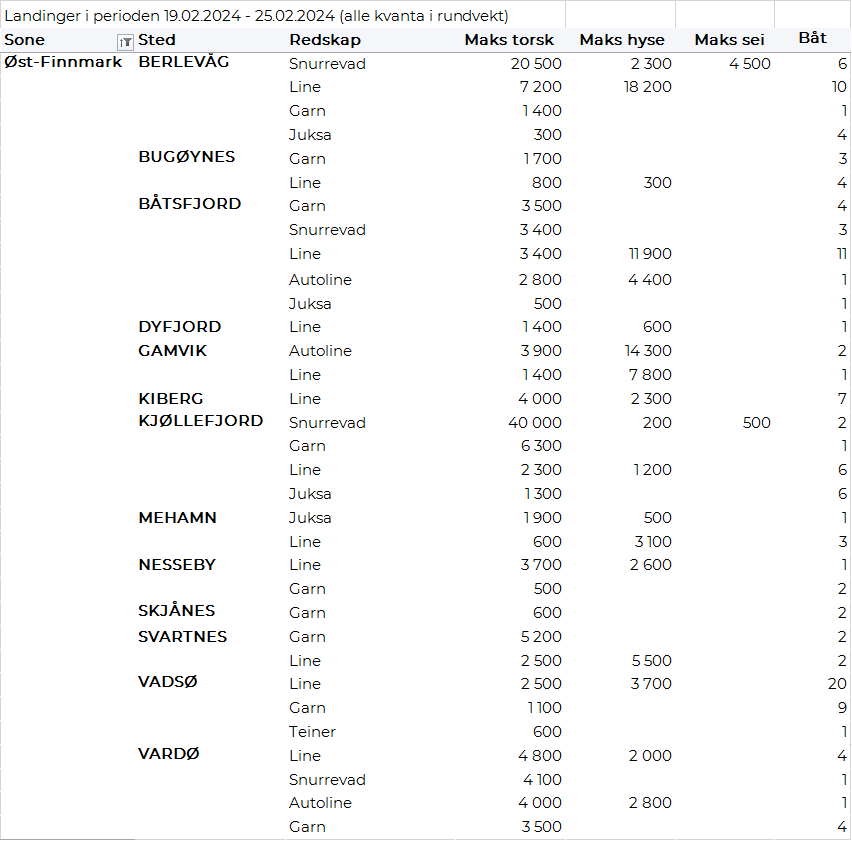 Landinger i perioden 19.02.2024 - 25.02.2024 (alle kvanta i rundvekt)
Sone Sted Redskap Maks torsk Maks hyse Maks sei Båt
Øst-Finnmark BERLEVÅG Snurrevad 20 500 2 300 4 500 6
Line 7 200 18 200 10
Garn 1 400 1
Juksa 300 4
BUGØYNES Garn 1 700 3
Line 800 300 4
BÅTSFJORD Garn 3 500 4
Snurrevad 3 400 3
Line 3 400 11 900 11
Autoline 2 800 4 400 1
Juksa 500 1
DYFJORD Line 1 400 600 1
GAMVIK Autoline 3 900 14 300 2
Line 1 400 7 800 1
KIBERG Line 4 000 2 300 7
KJØLLEFJORD Snurrevad 40 000 200 500 2
Garn 6 300 1
Line 2 300 1 200 6
Juksa 1 300 6
MEHAMN Juksa 1 900 500 1
Line 600 3 100 3
NESSEBY Line 3 700 2 600 1
Garn 500 2
SKJÅNES Garn 600 2
SVARTNES Garn 5 200 2
Line 2 500 5 500 2
VADSØ Line 2 500 3 700 20
Garn 1 100 9
Teiner 600 1
VARDØ Line 4 800 2 000 4
Snurrevad 4 100 1
Autoline 4 000 2 800 1
Garn 3 500 4